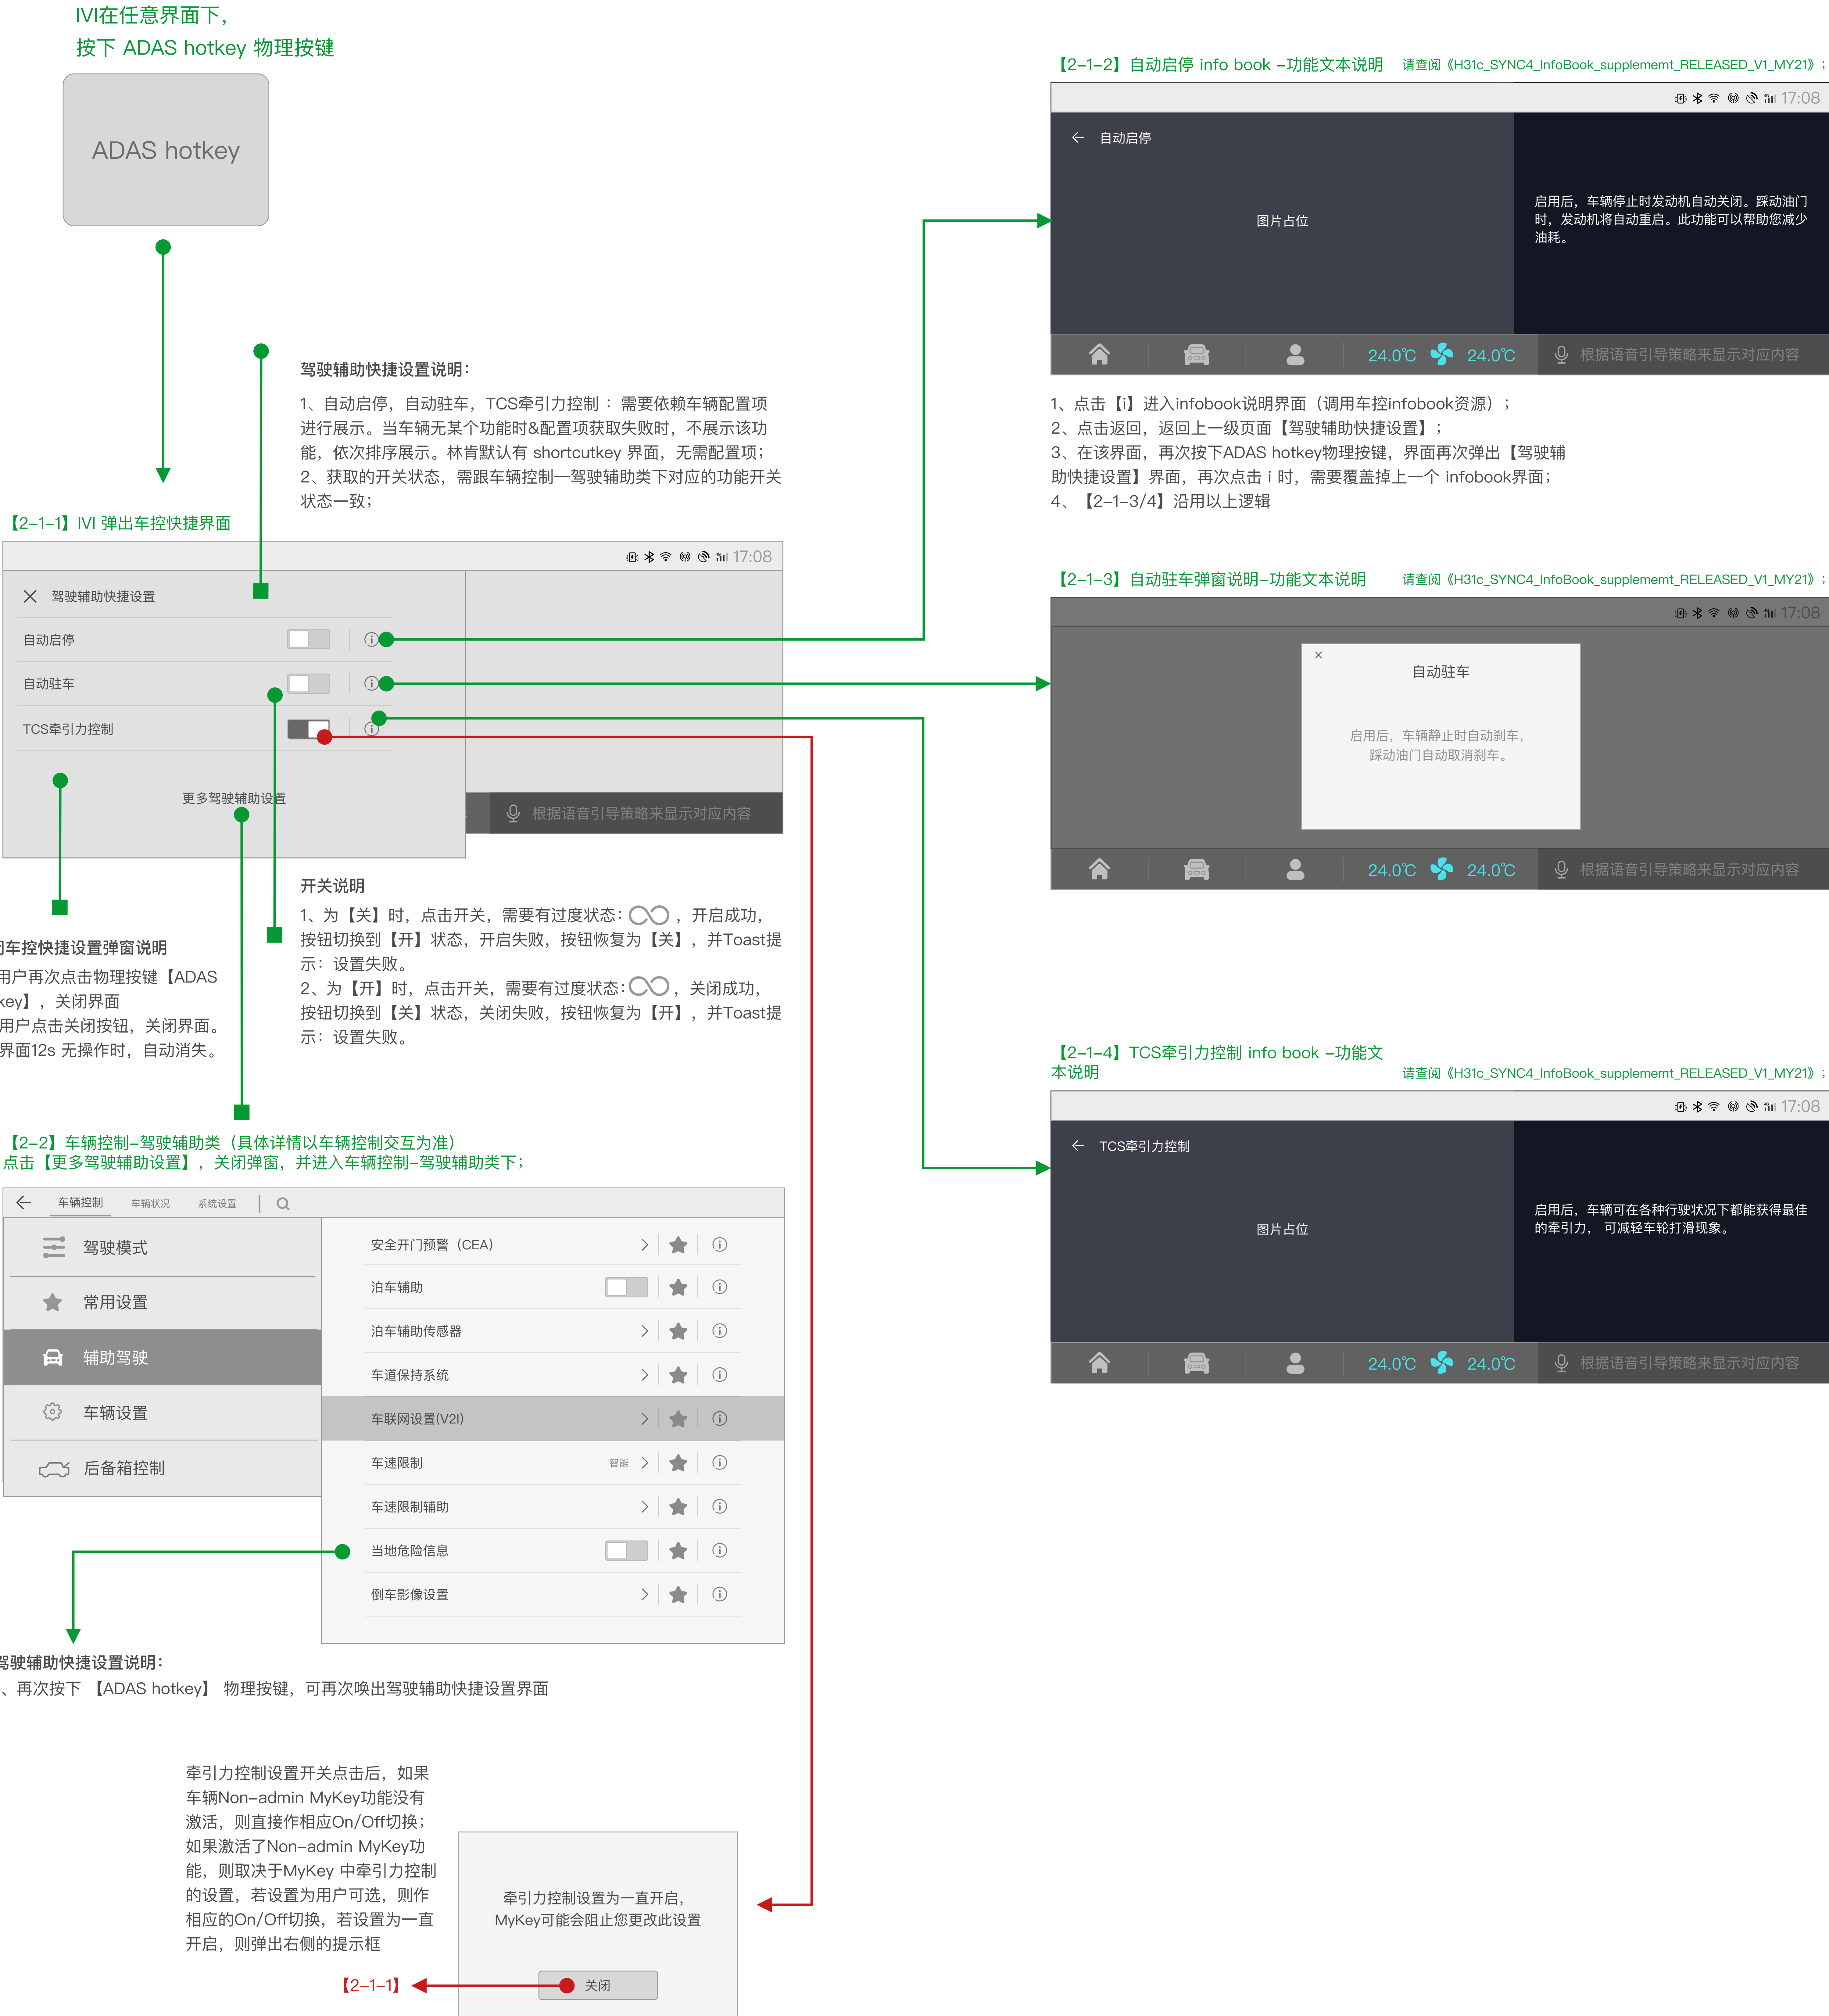 IVI在任意界面下，
按下 ADAS hotkey 物理按键
ADAS hotkey
驾驶辅助快捷设置说明：
1、自动启停，自动驻车，TCS牵引力控制 ：需要依赖车辆配置项
进行展示。当车辆无某个功能时&配置项获取失败时，不展示该功
能，依次排序展示。林肯默认有 shortcutkey 界面，无需配置项；
2、获取的开关状态，需跟车辆控制—驾驶辅助类下对应的功能开关
状态一致；
【2-1-1】IVI 弹出车控快捷界面
17:08
驾驶辅助快捷设置
自动启停
自动驻车
TCS牵引力控制
更多驾驶辅助设置
根据语音引导策略来显示对应内容
闭车控快捷设置弹窗说明
用户再次点击物理按键【ADAS
key】，关闭界面
用户点击关闭按钮，关闭界面。
界面12s 无操作时，自动消失。
开关说明
1、为【关】时，点击开关，需要有过度状态： ，开启成功，
按钮切换到【开】状态，开启失败，按钮恢复为【关】，并Toast提
示：设置失败。
2、为【开】时，点击开关，需要有过度状态： ，关闭成功，
按钮切换到【关】状态，关闭失败，按钮恢复为【开】，并Toast提
示：设置失败。
【2-2】车辆控制-驾驶辅助类（具体详情以车辆控制交互为准）
点击【更多驾驶辅助设置】，关闭弹窗，并进入车辆控制-驾驶辅助类下；
车辆控制 车辆状况 系统设置
驾驶模式
常用设置
辅助驾驶
车辆设置
后备箱控制
安全开门预警（CEA）
泊车辅助
泊车辅助传感器
车道保持系统
车联网设置(V2I)
车速限制 智能
车速限制辅助
当地危险信息
倒车影像设置
驾驶辅助快捷设置说明：
、再次按下 【ADAS hotkey】 物理按键，可再次唤出驾驶辅助快捷设置界面
牵引力控制设置开关点击后，如果
车辆Non-admin MyKey功能没有
激活，则直接作相应On/Off切换；
如果激活了Non-admin MyKey功
能，则取决于MyKey 中牵引力控制
的设置，若设置为用户可选，则作
相应的On/Off切换，若设置为一直
开启，则弹出右侧的提示框
【2-1-1】
牵引力控制设置为一直开启，
MyKey可能会阻止您更改此设置
关闭
【2-1-2】自动启停 info book -功能文本说明 请查阅《H31c_SYNC4_InfoBook_supplememt_RELEASED_V1_MY21》；
17:08
自动启停
图片占位
启用后，车辆停止时发动机自动关闭。踩动油门
时，发动机将自动重启。此功能可以帮助您减少
油耗。
24.0℃ 24.0℃ 根据语音引导策略来显示对应内容
1、点击【i】进入infobook说明界面（调用车控infobook资源）；
2、点击返回，返回上一级页面【驾驶辅助快捷设置】；
3、在该界面，再次按下ADAS hotkey物理按键，界面再次弹出【驾驶辅
助快捷设置】界面，再次点击 i 时，需要覆盖掉上一个 infobook界面；
4、【2-1-3/4】沿用以上逻辑
【2-1-3】自动驻车弹窗说明-功能文本说明 请查阅《H31c_SYNC4_InfoBook_supplememt_RELEASED_V1_MY21》；
17:08
自动驻车
启用后，车辆静止时自动刹车，
踩动油门自动取消刹车。
24.0℃ 24.0℃ 根据语音引导策略来显示对应内容
【2-1-4】TCS牵引力控制 info book -功能文
本说明 请查阅《H31c_SYNC4_InfoBook_supplememt_RELEASED_V1_MY21》；
17:08
TCS牵引力控制
图片占位
启用后，车辆可在各种行驶状况下都能获得最佳
的牵引力， 可减轻车轮打滑现象。
24.0℃ 24.0℃ 根据语音引导策略来显示对应内容